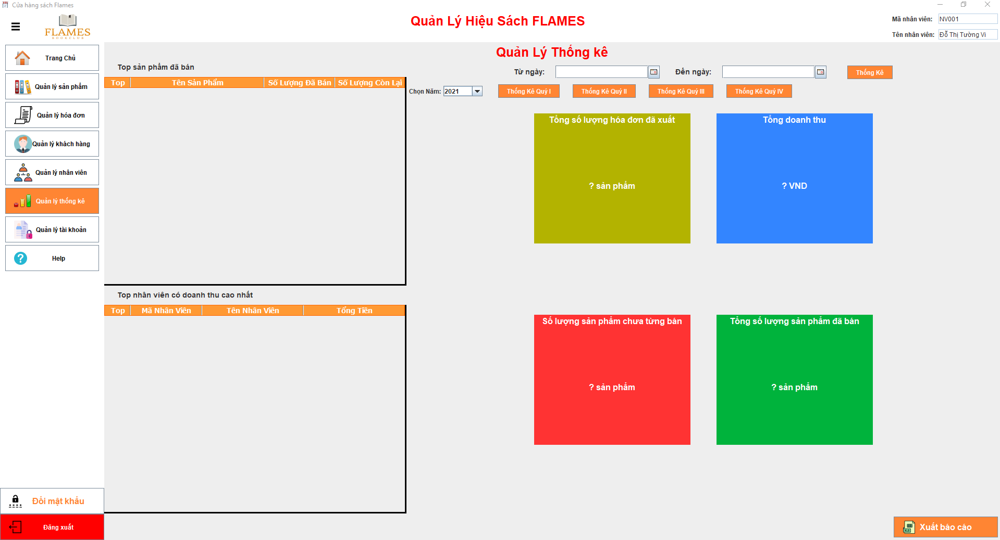 Cửa hàng sách Flames
FLAMES
BOOKCLUB
Quản Lý Hiệu Sách FLAMES
Mã nhân viên: NV001
Tên nhân viên: Đỗ Thị Tường Vi
Trang Chủ
Quản lý sản phẩm
Quản lý hóa đơn
Quản lý khách hàng
Quản lý nhân viên
Quản lý thống kê
Quản lý tài khoản
Help
Đổi mật khẩu
Đăng xuất
Quản Lý Thống kê
Top sản phẩm đã bán
Top Tên Sản Phẩm Số Lượng Đã Bán Số Lượng Còn Lại
Từ ngày: Đến ngày: Thống Kê
Chọn Năm: 2021 Thống Kê Quý I Thống Kê Quý II Thống Kê Quý III Thống Kê Quý IV
Tổng số lượng hóa đơn đã xuất
? sản phẩm
Tổng doanh thu
? VND
Top nhân viên có doanh thu cao nhất
Top Mã Nhân Viên Tên Nhân Viên Tổng Tiền
Số lượng sản phẩm chưa từng bán
? sản phẩm
Tổng số lượng sản phẩm đã bán
? sản phẩm
XLS
Xuất báo cáo